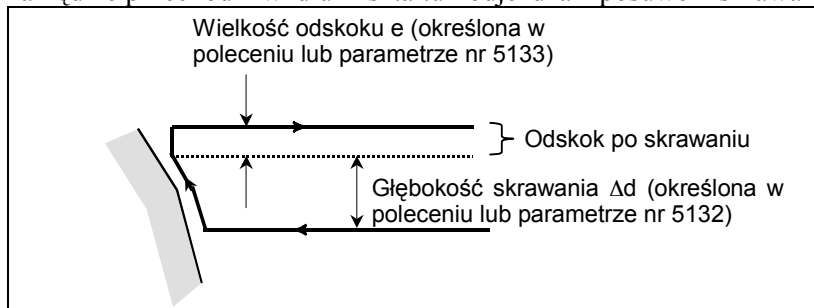 Wielkość odskoku e (określona w
poleceniu lub parametrze nr 5133)
Odskok po skrawaniu
Głębokość skrawania Δd (określona w
poleceniu lub parametrze nr 5132)